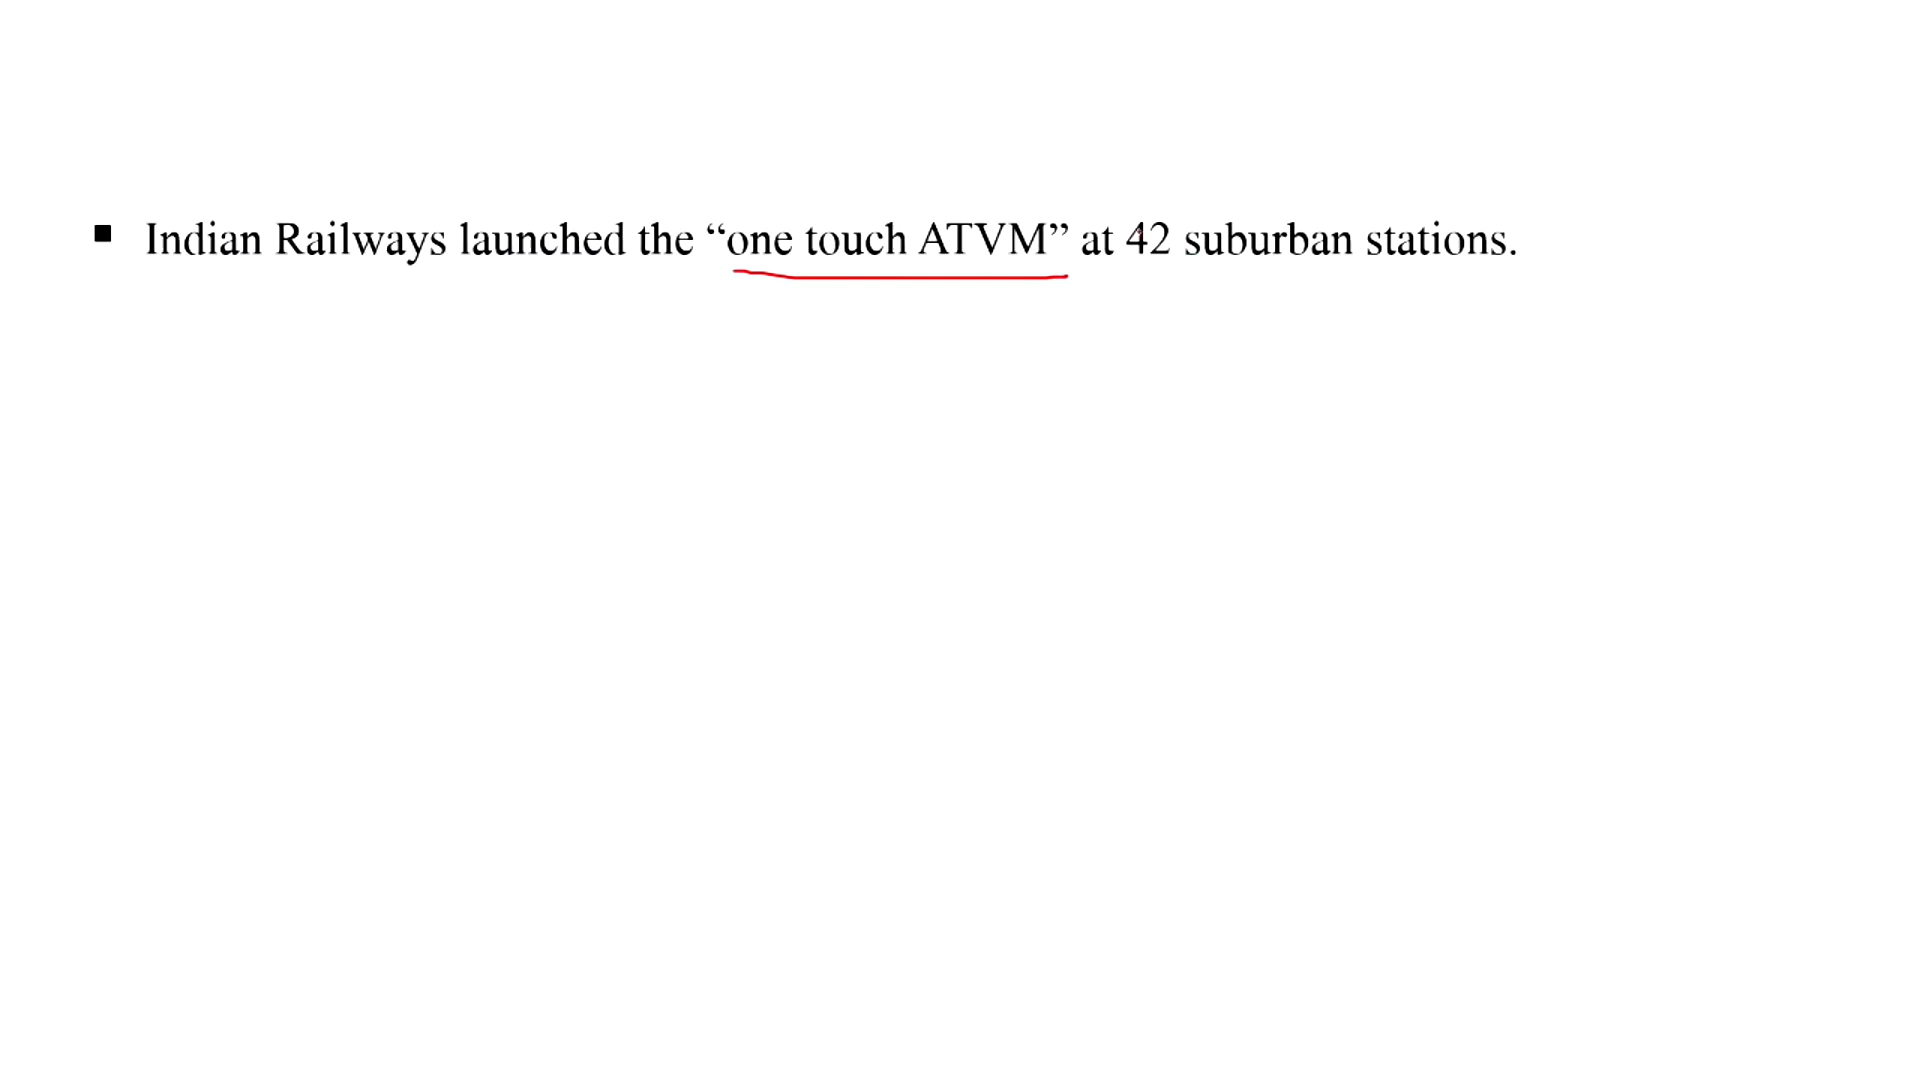 ▪ Indian Railways launched the “one touch ATVM” at 42 suburban stations.